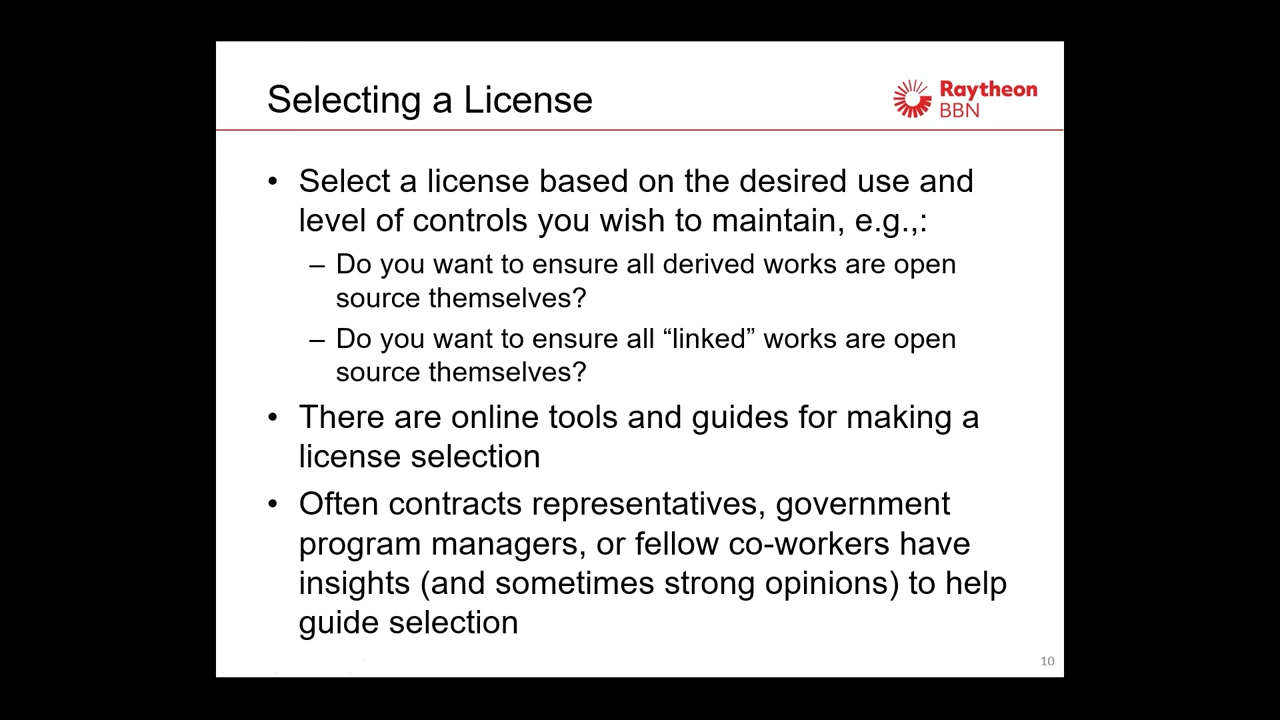 Selecting a License
Raytheon
BBN
• Select a license based on the desired use and
level of controls you wish to maintain, e.g.,:
– Do you want to ensure all derived works are open
source themselves?
– Do you want to ensure all “linked” works are open
source themselves?
• There are online tools and guides for making a
license selection
• Often contracts representatives, government
program managers, or fellow co-workers have
insights (and sometimes strong opinions) to help
guide selection
10